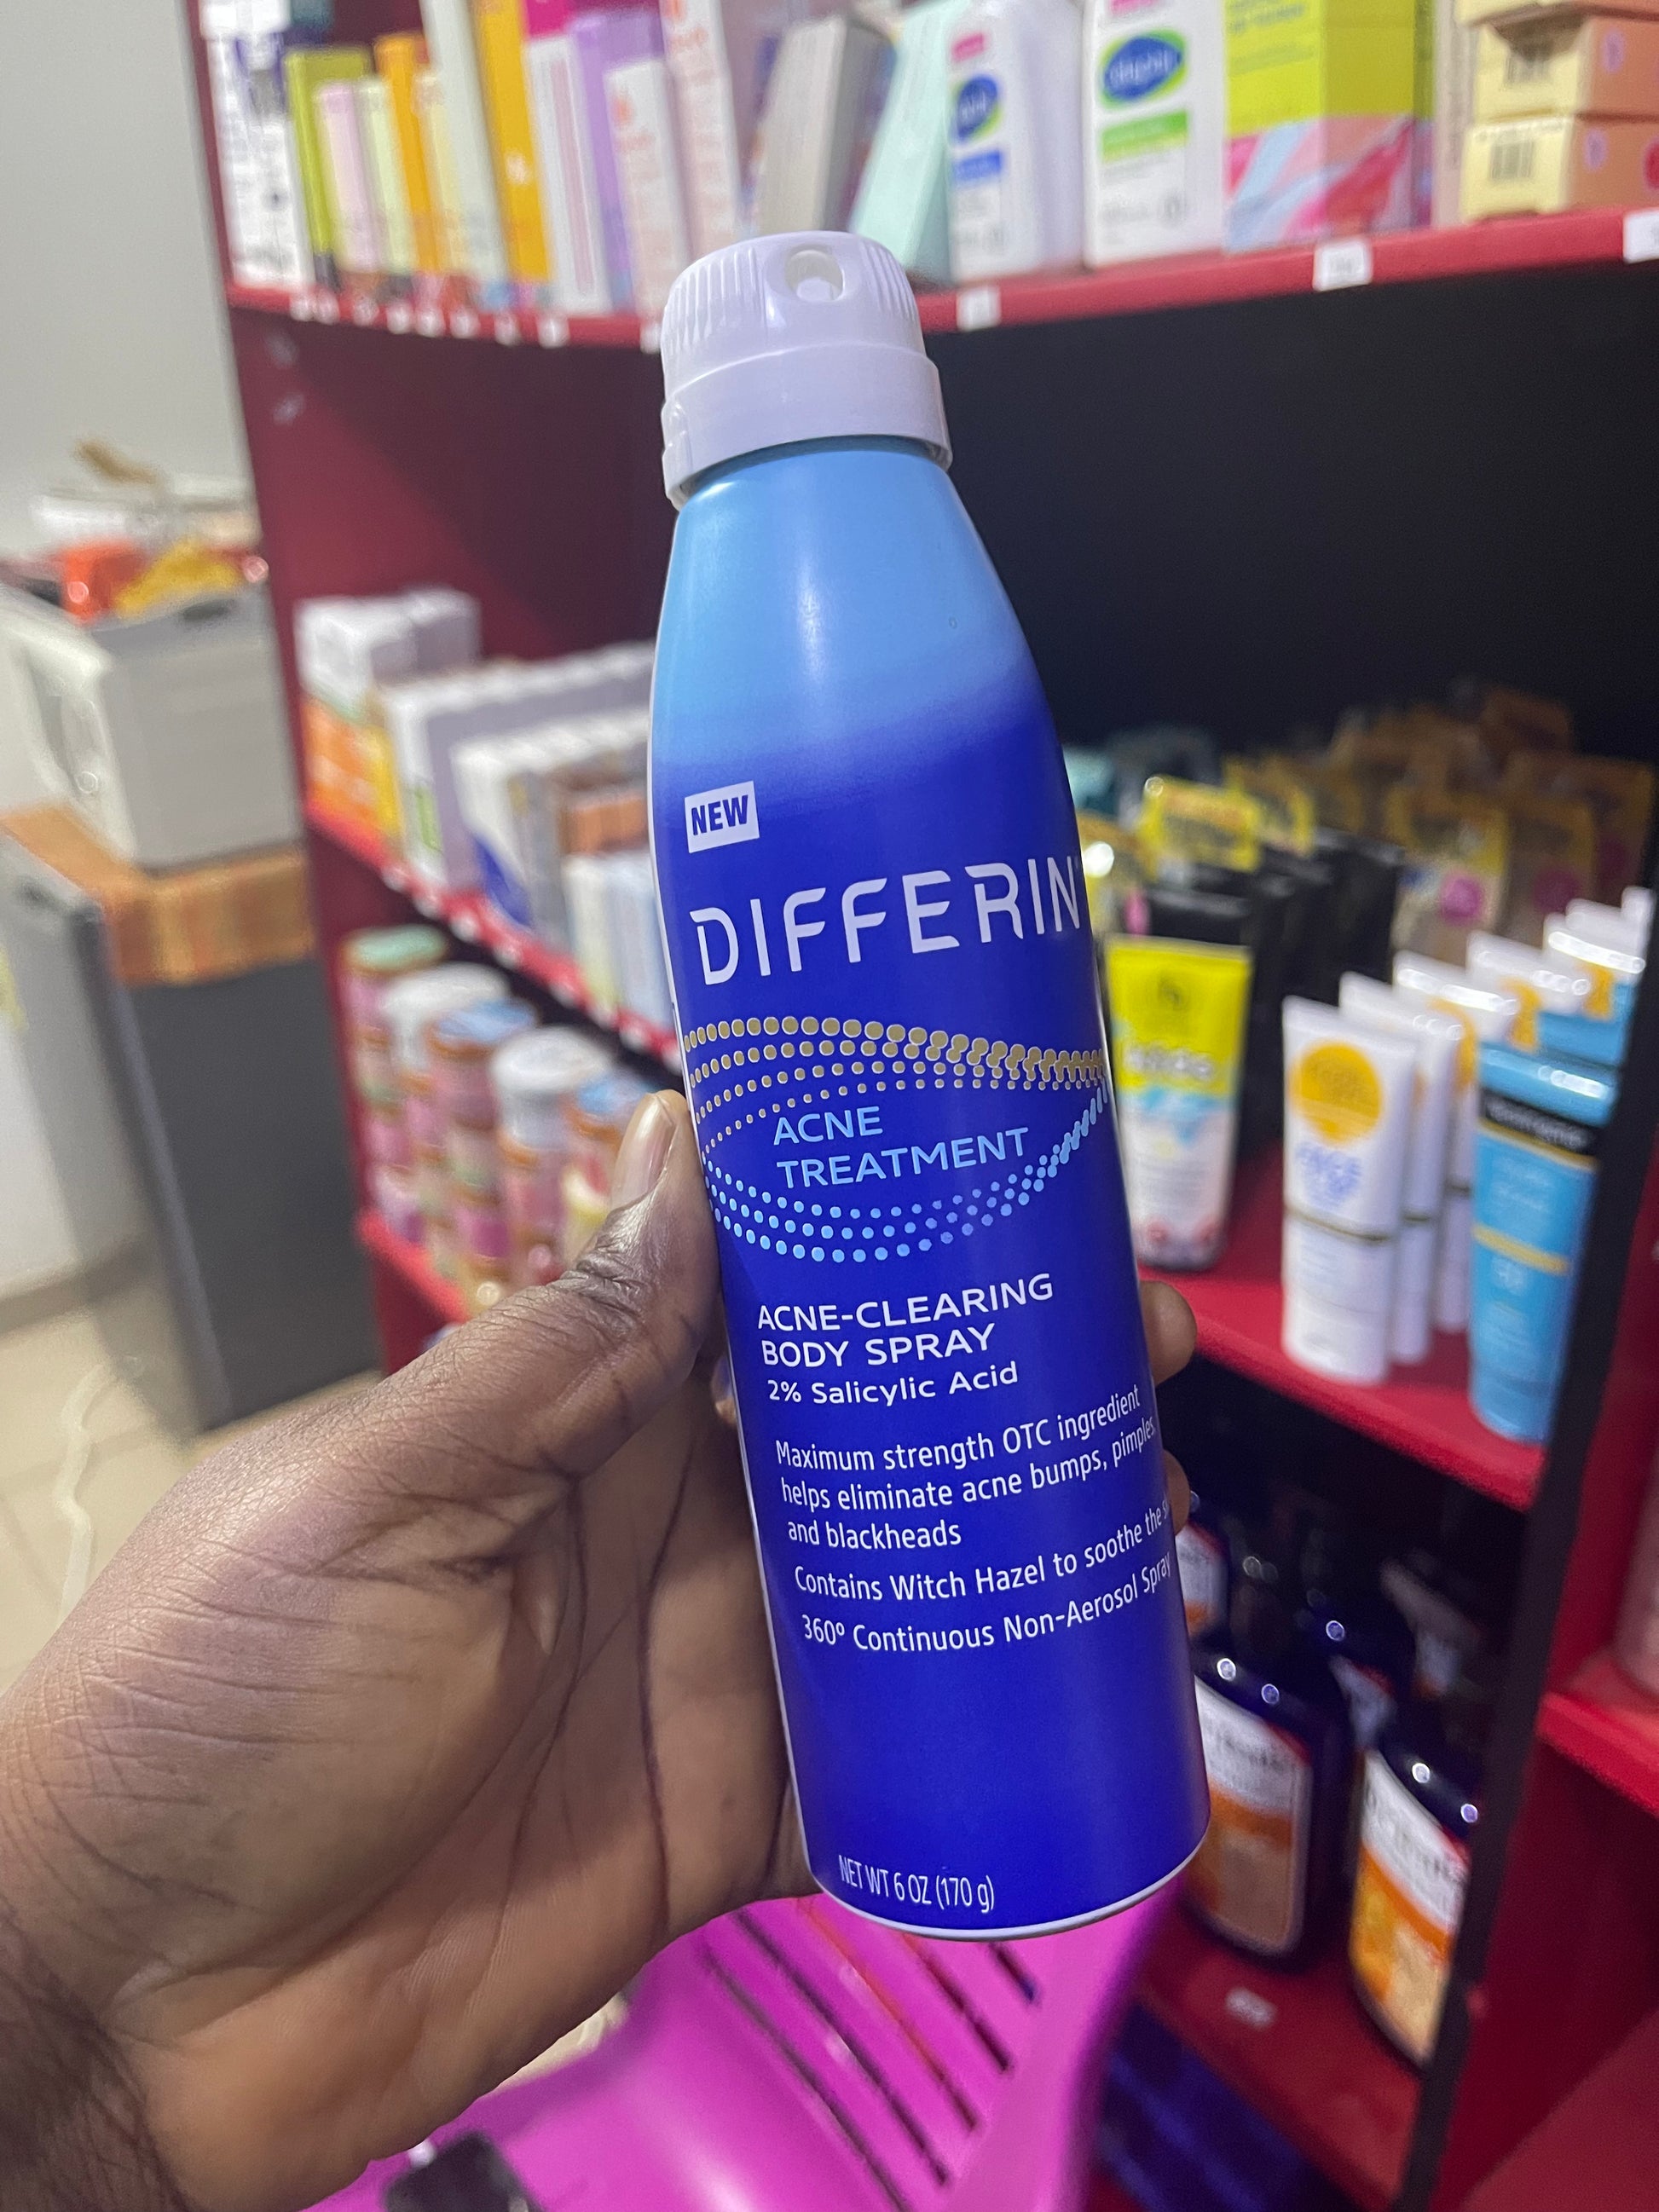 NEW
DIFFERIN
ACNE
TREATMENT
ACNE-CLEARING
BODY SPRAY
2% Salicylic Acid
Maximum strength OTC ingredient
helps eliminate acne bumps, pimples
and blackheads
Contains Witch Hazel to soothe the
360º Continuous Non-Aerosol Spray
NET WT 6 OZ (170 g)